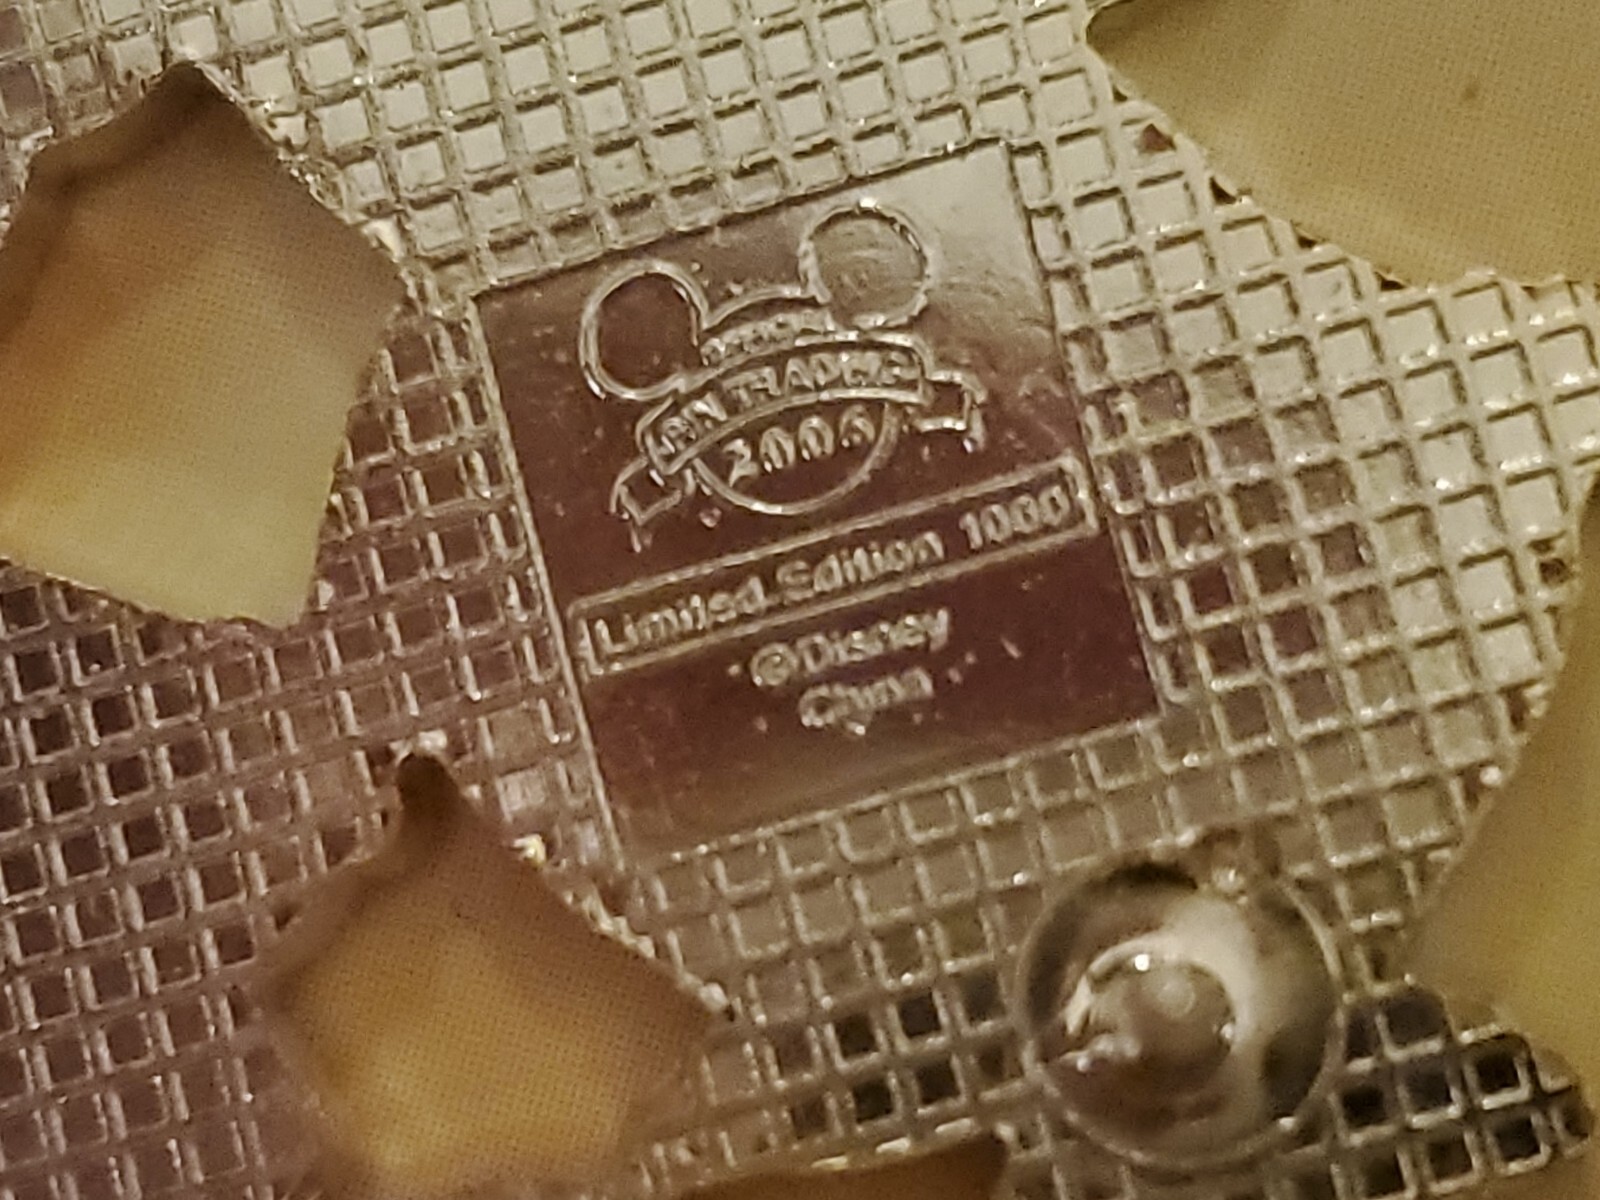 PIN TRADING
2006
Limited Edition 1000
©Disney
China